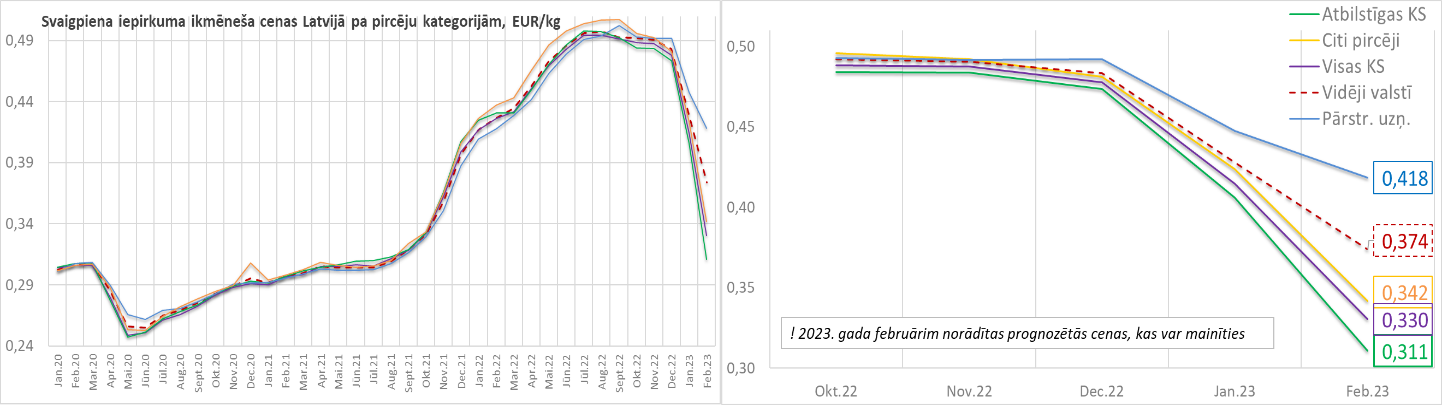 Svaigpiena iepirkuma ikmēneša cenas Latvijā pa pircēju kategorijām, EUR/kg
0,49
0,44
0,39
0,34
0,29
0,24
Jan.20
Feb.20
Mar.20
Apr.20
Mai.20
Jūn.20
Jūl.20
Aug.20
Sept.20
Okt.20
Nov.20
Dec.20
Jan.21
Feb.21
Mar.21
Apr.21
Mai.21
Jūn.21
Jūl.21
Aug.21
Sept.21
Okt.21
Nov.21
Dec.21
Jan.22
Feb.22
Mar.22
Apr.22
Mai.22
Jūn.22
Jūl.22
Aug.22
Sept.22
Okt.22
Nov.22
Dec.22
Jan.23
Feb.23
Atbilstīgas KS
Citi pircēji
Visas KS
Vidēji valstī
Pārstr. uzņ.
0,50
0,45
0,40
0,35
0,30
0,418
0,374
0,342
0,330
0,311
! 2023. gada februārim norādītas prognozētās cenas, kas var mainīties
Okt.22
Nov.22
Dec.22
Jan.23
Feb.23